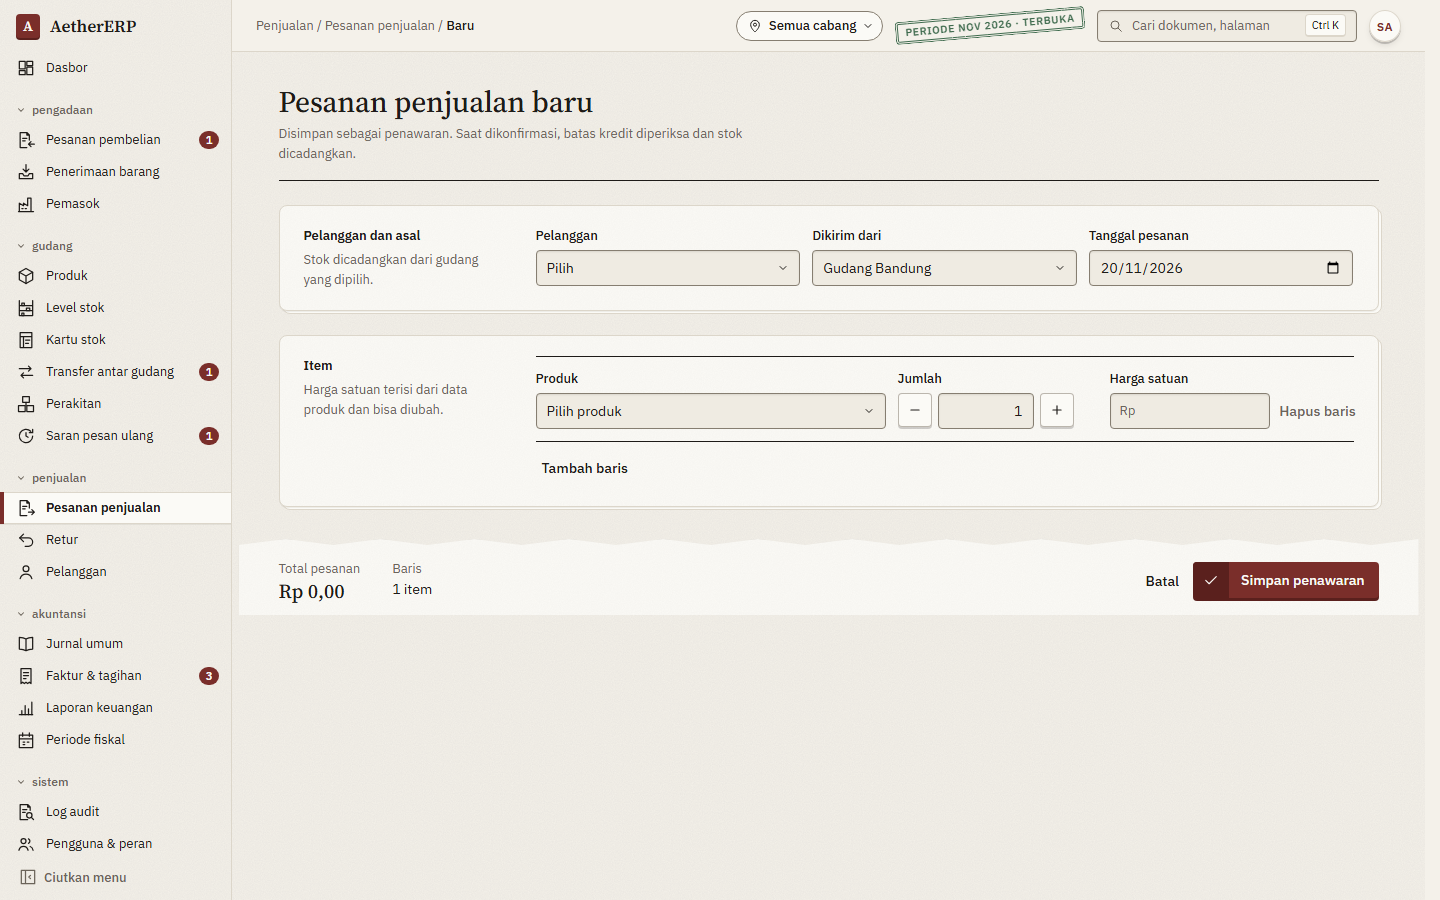 A AetherERP
Dasbor
pengadaan
Pesanan pembelian 1
Penerimaan barang
Pemasok
gudang
Produk
Level stok
Kartu stok
Transfer antar gudang 1
Perakitan
Saran pesan ulang 1
penjualan
Pesanan penjualan
Retur
Pelanggan
akuntansi
Jurnal umum
Faktur & tagihan 3
Laporan keuangan
Periode fiskal
sistem
Log audit
Pengguna & peran
Ciutkan menu
Penjualan / Pesanan penjualan / Baru
Semua cabang
PERIODE NOV 2026 · TERBUKA
Cari dokumen, halaman Ctrl K
SA
Pesanan penjualan baru
Disimpan sebagai penawaran. Saat dikonfirmasi, batas kredit diperiksa dan stok
dicadangkan.
Pelanggan dan asal
Stok dicadangkan dari gudang
yang dipilih.
Pelanggan
Pilih
Dikirim dari
Gudang Bandung
Tanggal pesanan
20/11/2026
Item
Harga satuan terisi dari data
produk dan bisa diubah.
Produk
Pilih produk
Jumlah
− 1 +
Harga satuan
Rp
Hapus baris
Tambah baris
Total pesanan
Rp 0,00
Baris
1 item
Batal
Simpan penawaran